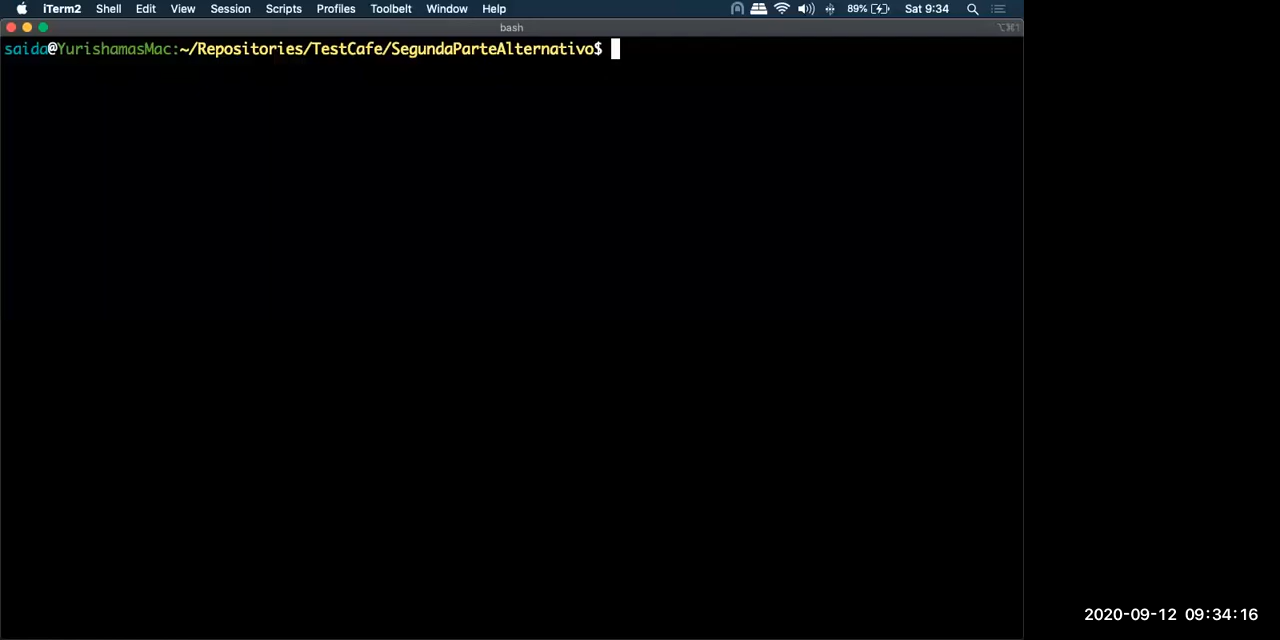 iTerm2 Shell Edit View Session Scripts Profiles Toolbelt Window Help 89% Sat 9:34
bash ⌥⌘1
saida@YurishamasMac:~/Repositories/TestCafe/SegundaParteAlternativo$
2020-09-12 09:34:16